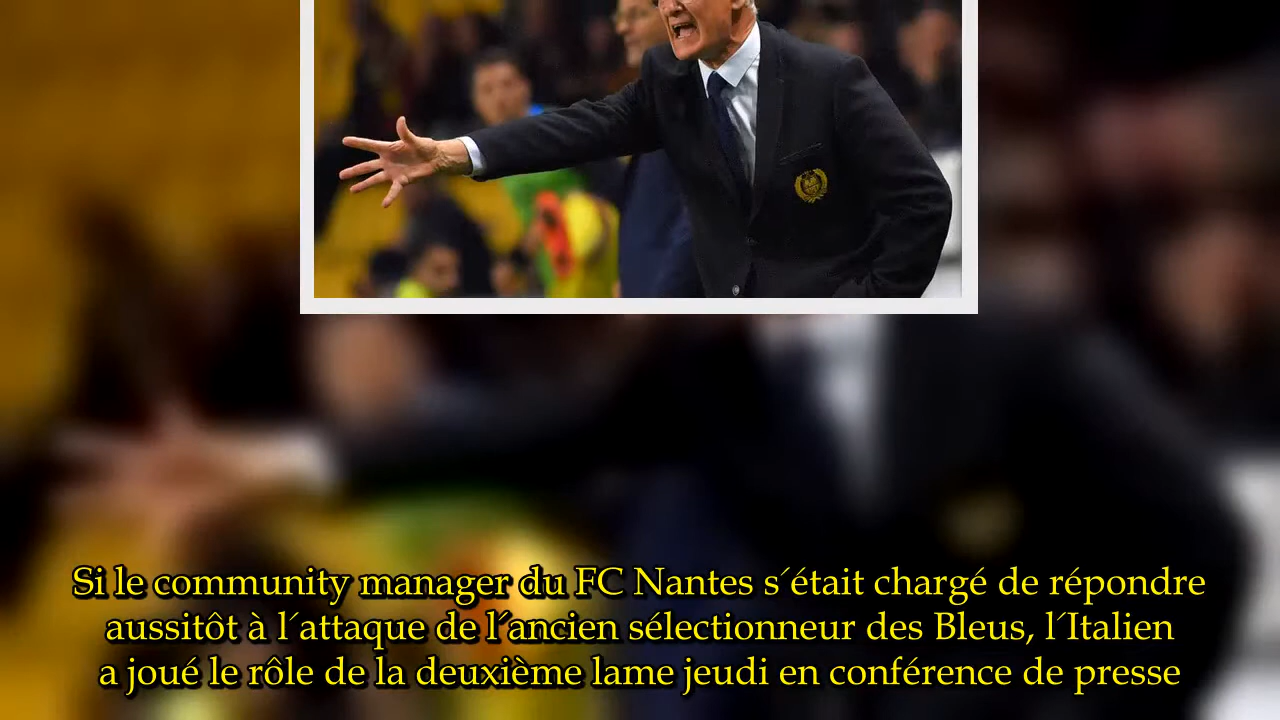 Si le community manager du FC Nantes s´était chargé de répondre
aussitôt à l´attaque de l´ancien sélectionneur des Bleus, l´Italien
a joué le rôle de la deuxième lame jeudi en conférence de presse